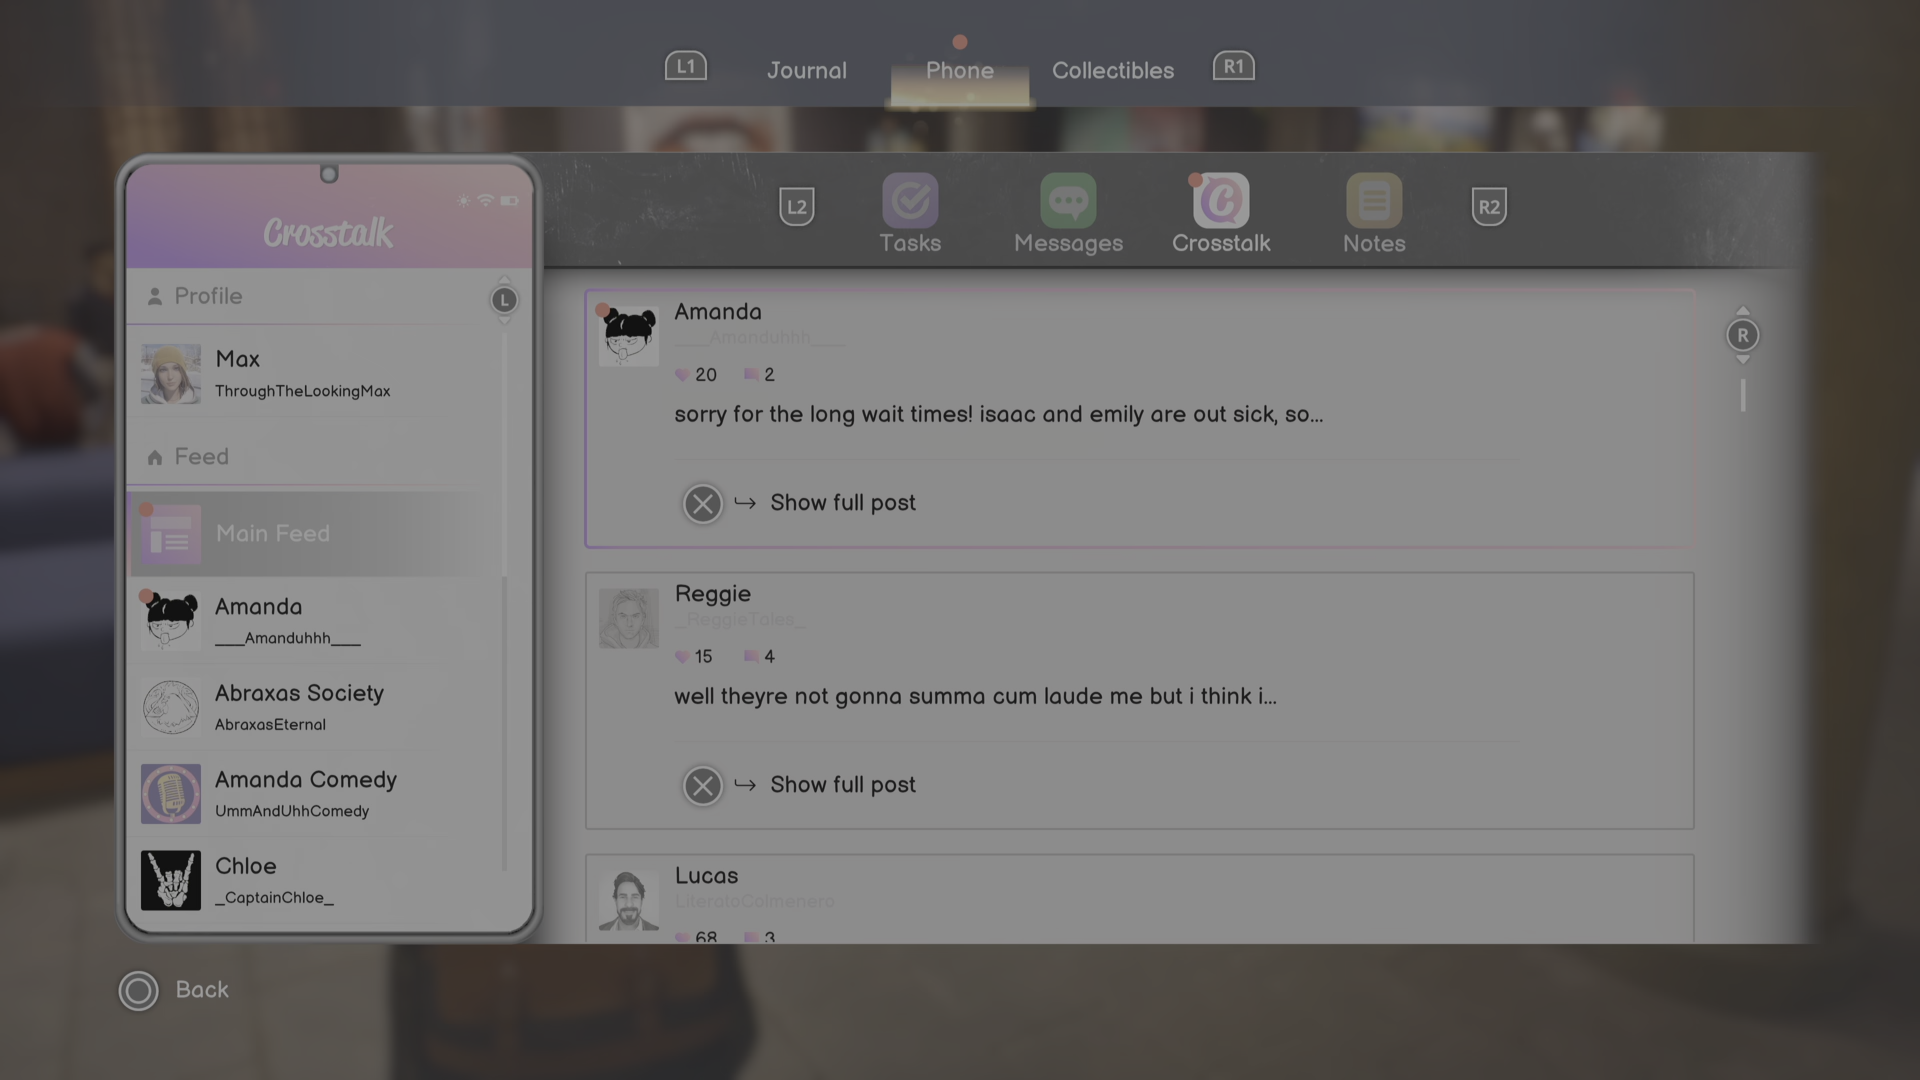 L1
Journal
Phone
Collectibles
R1
Crosstalk
L2
Tasks
Messages
Crosstalk
Notes
R2
Profile
L
Max
ThroughTheLookingMax
Feed
Main Feed
Amanda
___Amanduhhh___
Abraxas Society
AbraxasEternal
Amanda Comedy
UmmAndUhhComedy
Chloe
_CaptainChloe_
Amanda
___Amanduhhh___
20 2
sorry for the long wait times! isaac and emily are out sick, so...
Show full post
R
Reggie
_ReggieTales_
15 4
well theyre not gonna summa cum laude me but i think i...
Show full post
Lucas
LiteratoColmenero
68 3
Back